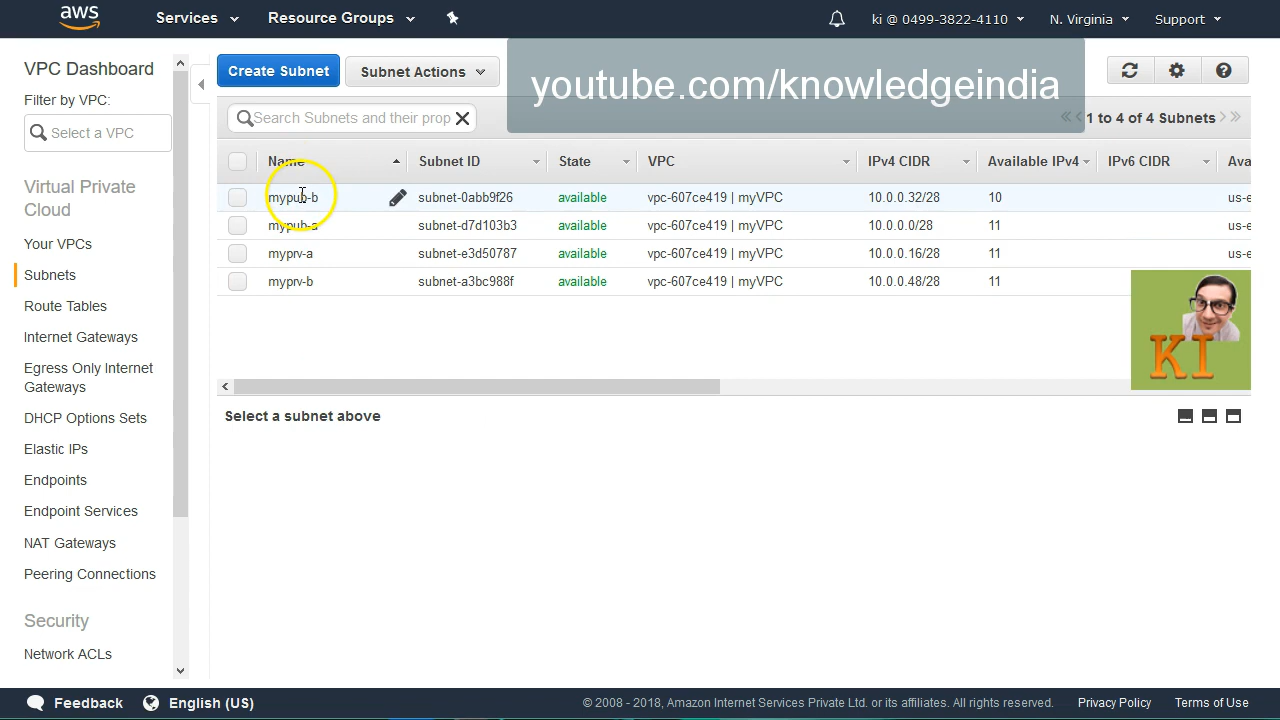 aws Services Resource Groups ki @ 0499-3822-4110 N. Virginia Support
VPC Dashboard
Filter by VPC:
Select a VPC
Virtual Private
Cloud
Your VPCs
Subnets
Route Tables
Internet Gateways
Egress Only Internet
Gateways
DHCP Options Sets
Elastic IPs
Endpoints
Endpoint Services
NAT Gateways
Peering Connections
Security
Network ACLs
Create Subnet Subnet Actions
youtube.com/knowledgeindia
Search Subnets and their prop 1 to 4 of 4 Subnets
Name Subnet ID State VPC IPv4 CIDR Available IPv4 IPv6 CIDR Ava
mypub-b subnet-0abb9f26 available vpc-607ce419 | myVPC 10.0.0.32/28 10 us-e
mypub-a subnet-d7d103b3 available vpc-607ce419 | myVPC 10.0.0.0/28 11 us-e
myprv-a subnet-e3d50787 available vpc-607ce419 | myVPC 10.0.0.16/28 11 us-e
myprv-b subnet-a3bc988f available vpc-607ce419 | myVPC 10.0.0.48/28 11
KI
Select a subnet above
Feedback English (US) © 2008 - 2018, Amazon Internet Services Private Ltd. or its affiliates. All rights reserved. Privacy Policy Terms of Use